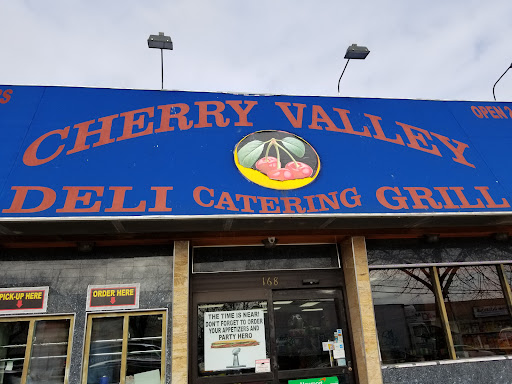 CHERRY VALLEY
OPEN 2
DELI CATERING GRILL
168
PICK-UP HERE
ORDER HERE
THE TIME IS NEAR!
DON'T FORGET TO ORDER
YOUR APPETIZERS AND
PARTY HERO